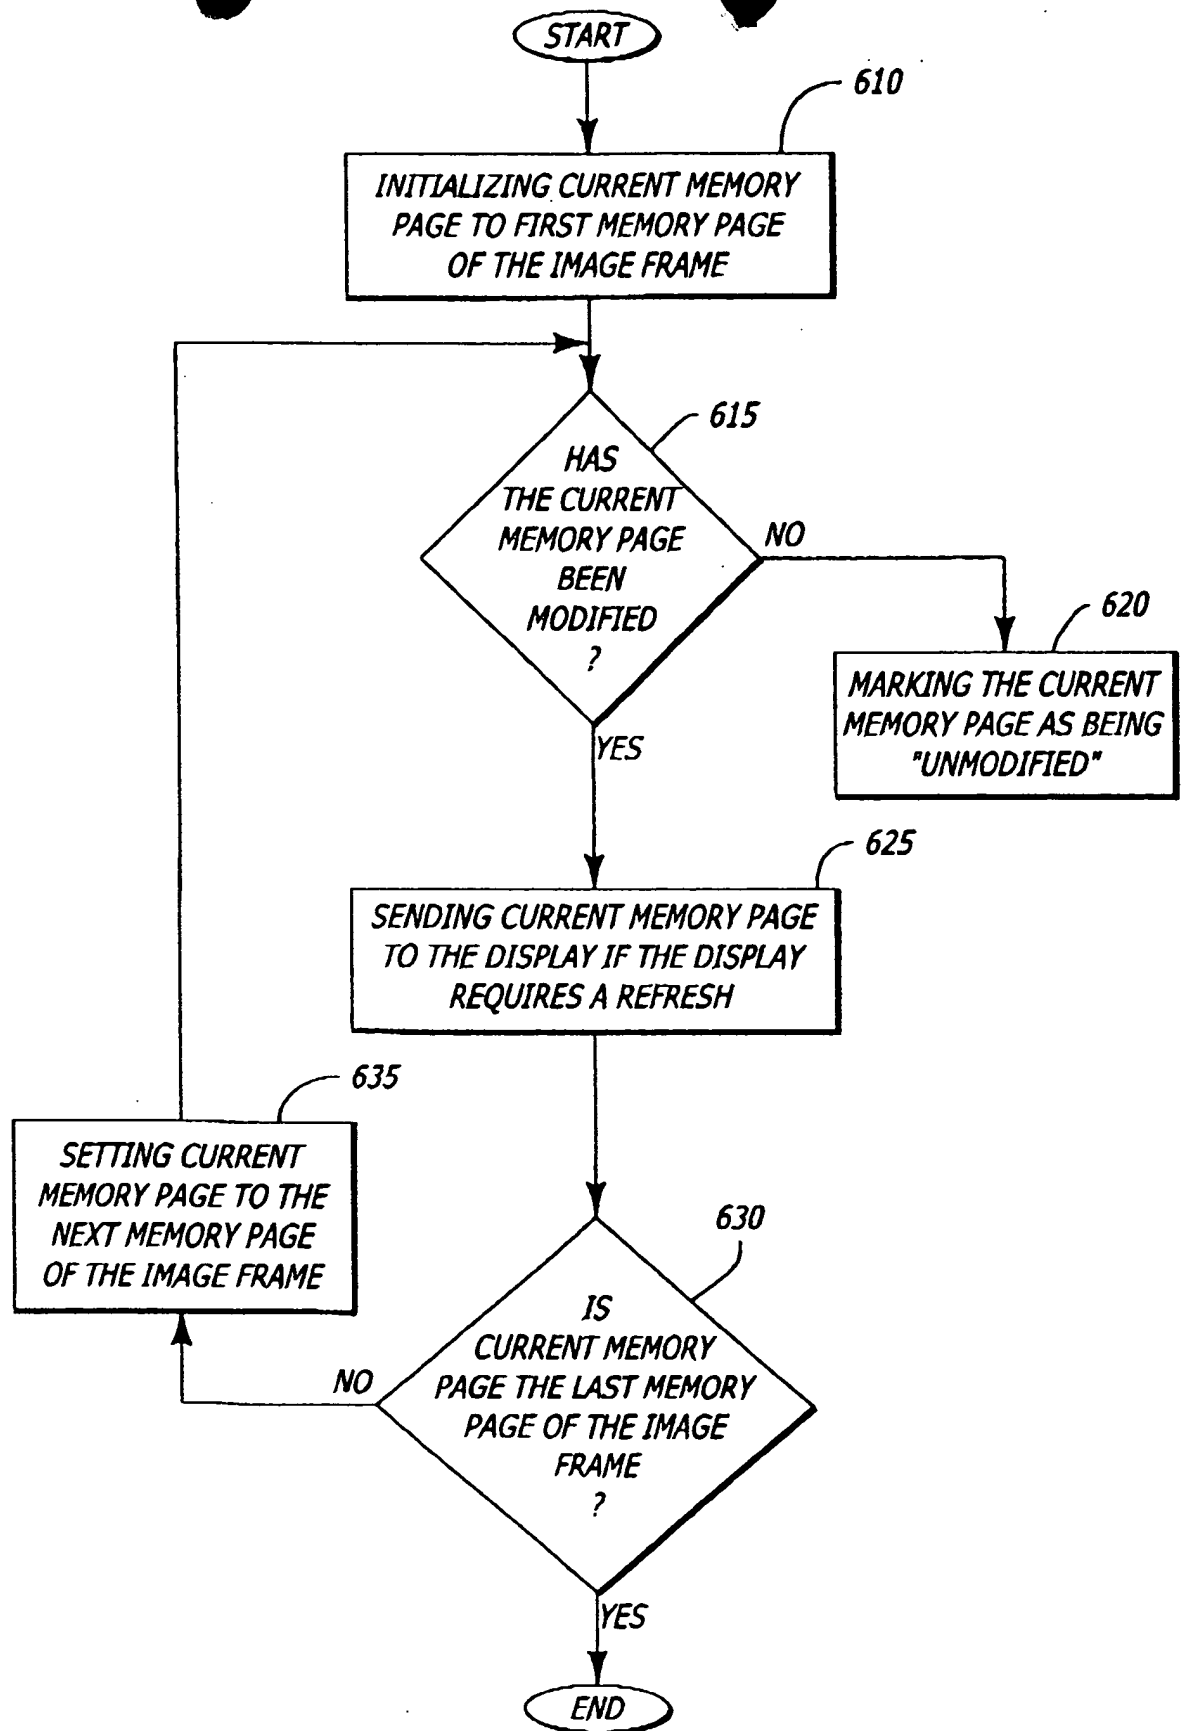 START
610
INITIALIZING CURRENT MEMORY
PAGE TO FIRST MEMORY PAGE
OF THE IMAGE FRAME
615
HAS
THE CURRENT
MEMORY PAGE
BEEN
MODIFIED
?
NO
620
MARKING THE CURRENT
MEMORY PAGE AS BEING
"UNMODIFIED"
YES
625
SENDING CURRENT MEMORY PAGE
TO THE DISPLAY IF THE DISPLAY
REQUIRES A REFRESH
635
SETTING CURRENT
MEMORY PAGE TO THE
NEXT MEMORY PAGE
OF THE IMAGE FRAME
630
IS
CURRENT MEMORY
PAGE THE LAST MEMORY
PAGE OF THE IMAGE
FRAME
?
NO
YES
END